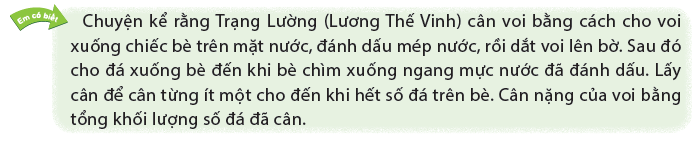 Em có biết
Chuyện kể rằng Trạng Lường (Lương Thế Vinh) cân voi bằng cách cho voi
xuống chiếc bè trên mặt nước, đánh dấu mép nước, rồi dắt voi lên bờ. Sau đó
cho đá xuống bè đến khi bè chìm xuống ngang mực nước đã đánh dấu. Lấy
cân để cân từng ít một cho đến khi hết số đá trên bè. Cân nặng của voi bằng
tổng khối lượng số đá đã cân.